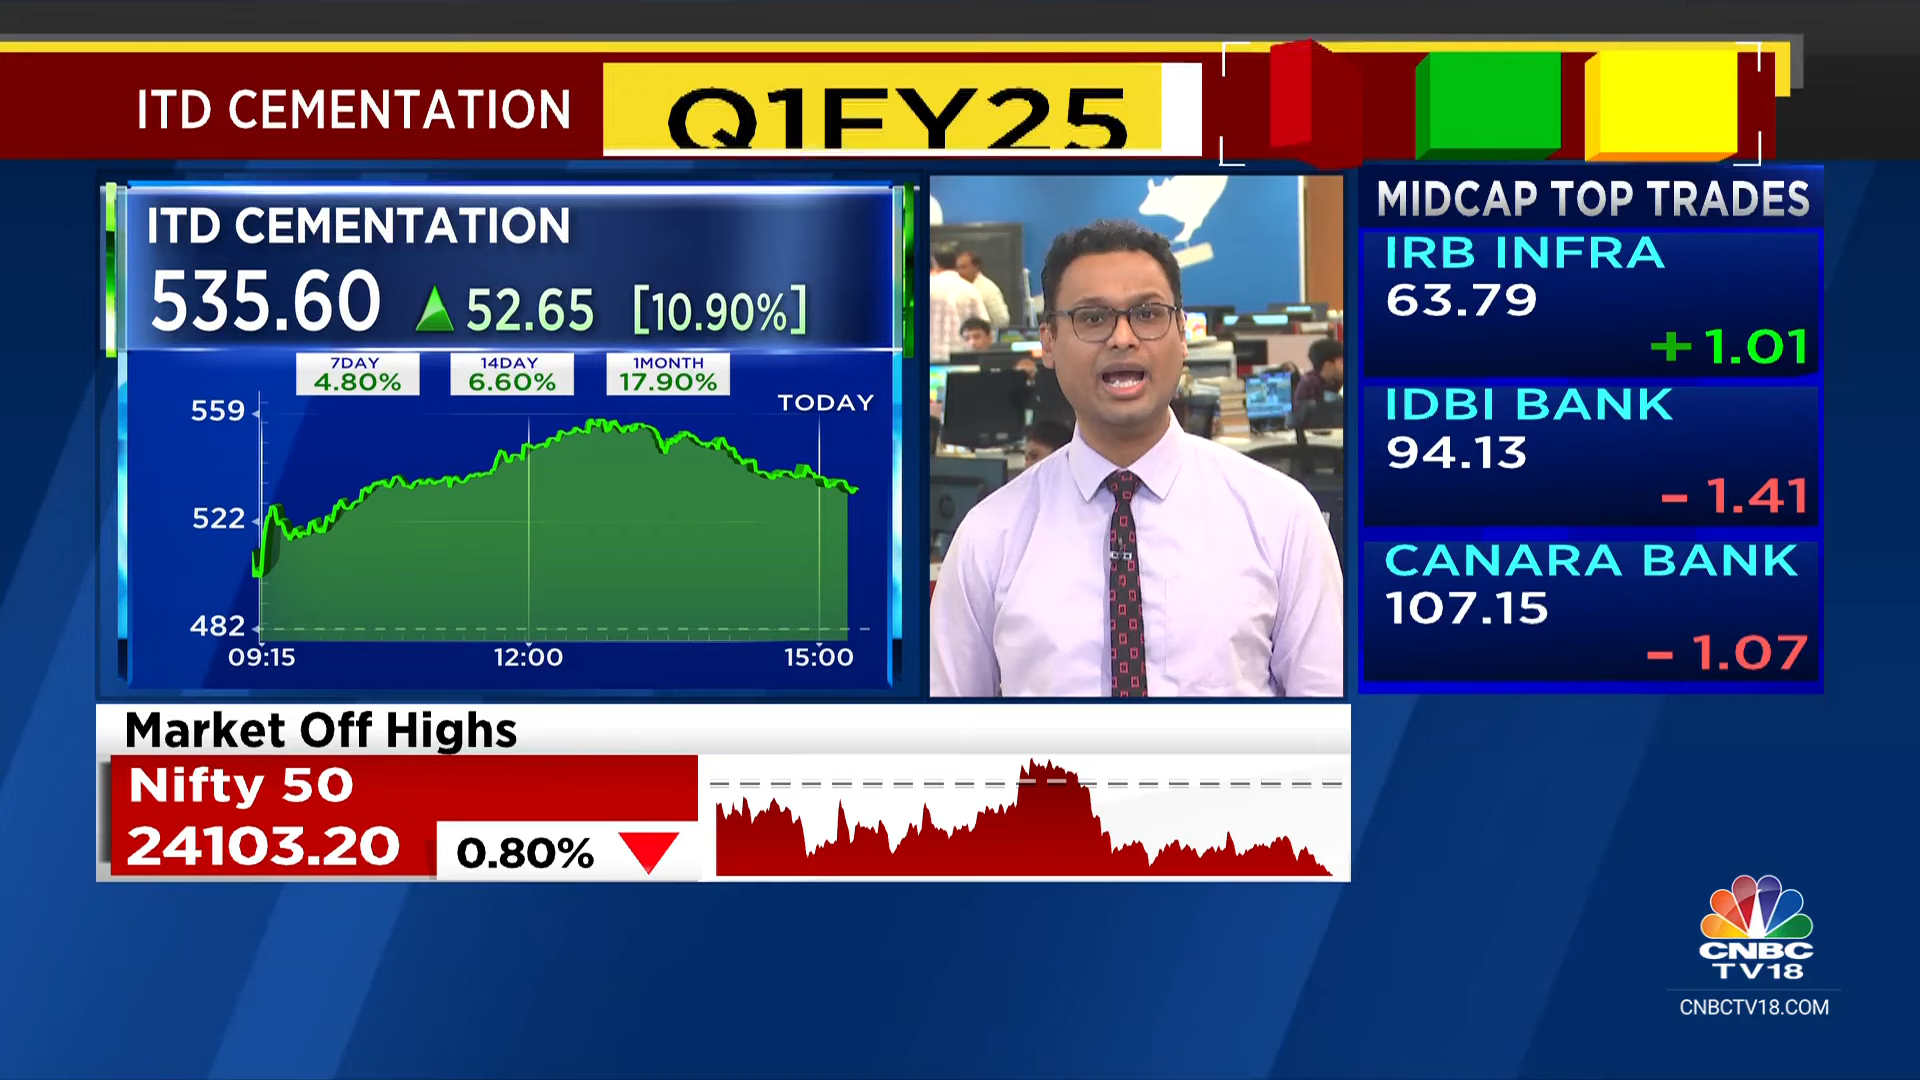 ITD CEMENTATION
Q1FY25
ITD CEMENTATION
535.60 ▲ 52.65 [10.90%]
7DAY
4.80%
14DAY
6.60%
1MONTH
17.90%
TODAY
559
522
482
09:15
12:00
15:00
MIDCAP TOP TRADES
IRB INFRA
63.79
+ 1.01
IDBI BANK
94.13
- 1.41
CANARA BANK
107.15
- 1.07
Market Off Highs
Nifty 50
24103.20
0.80% ▼
CNBC
TV18
CNBCTV18.COM